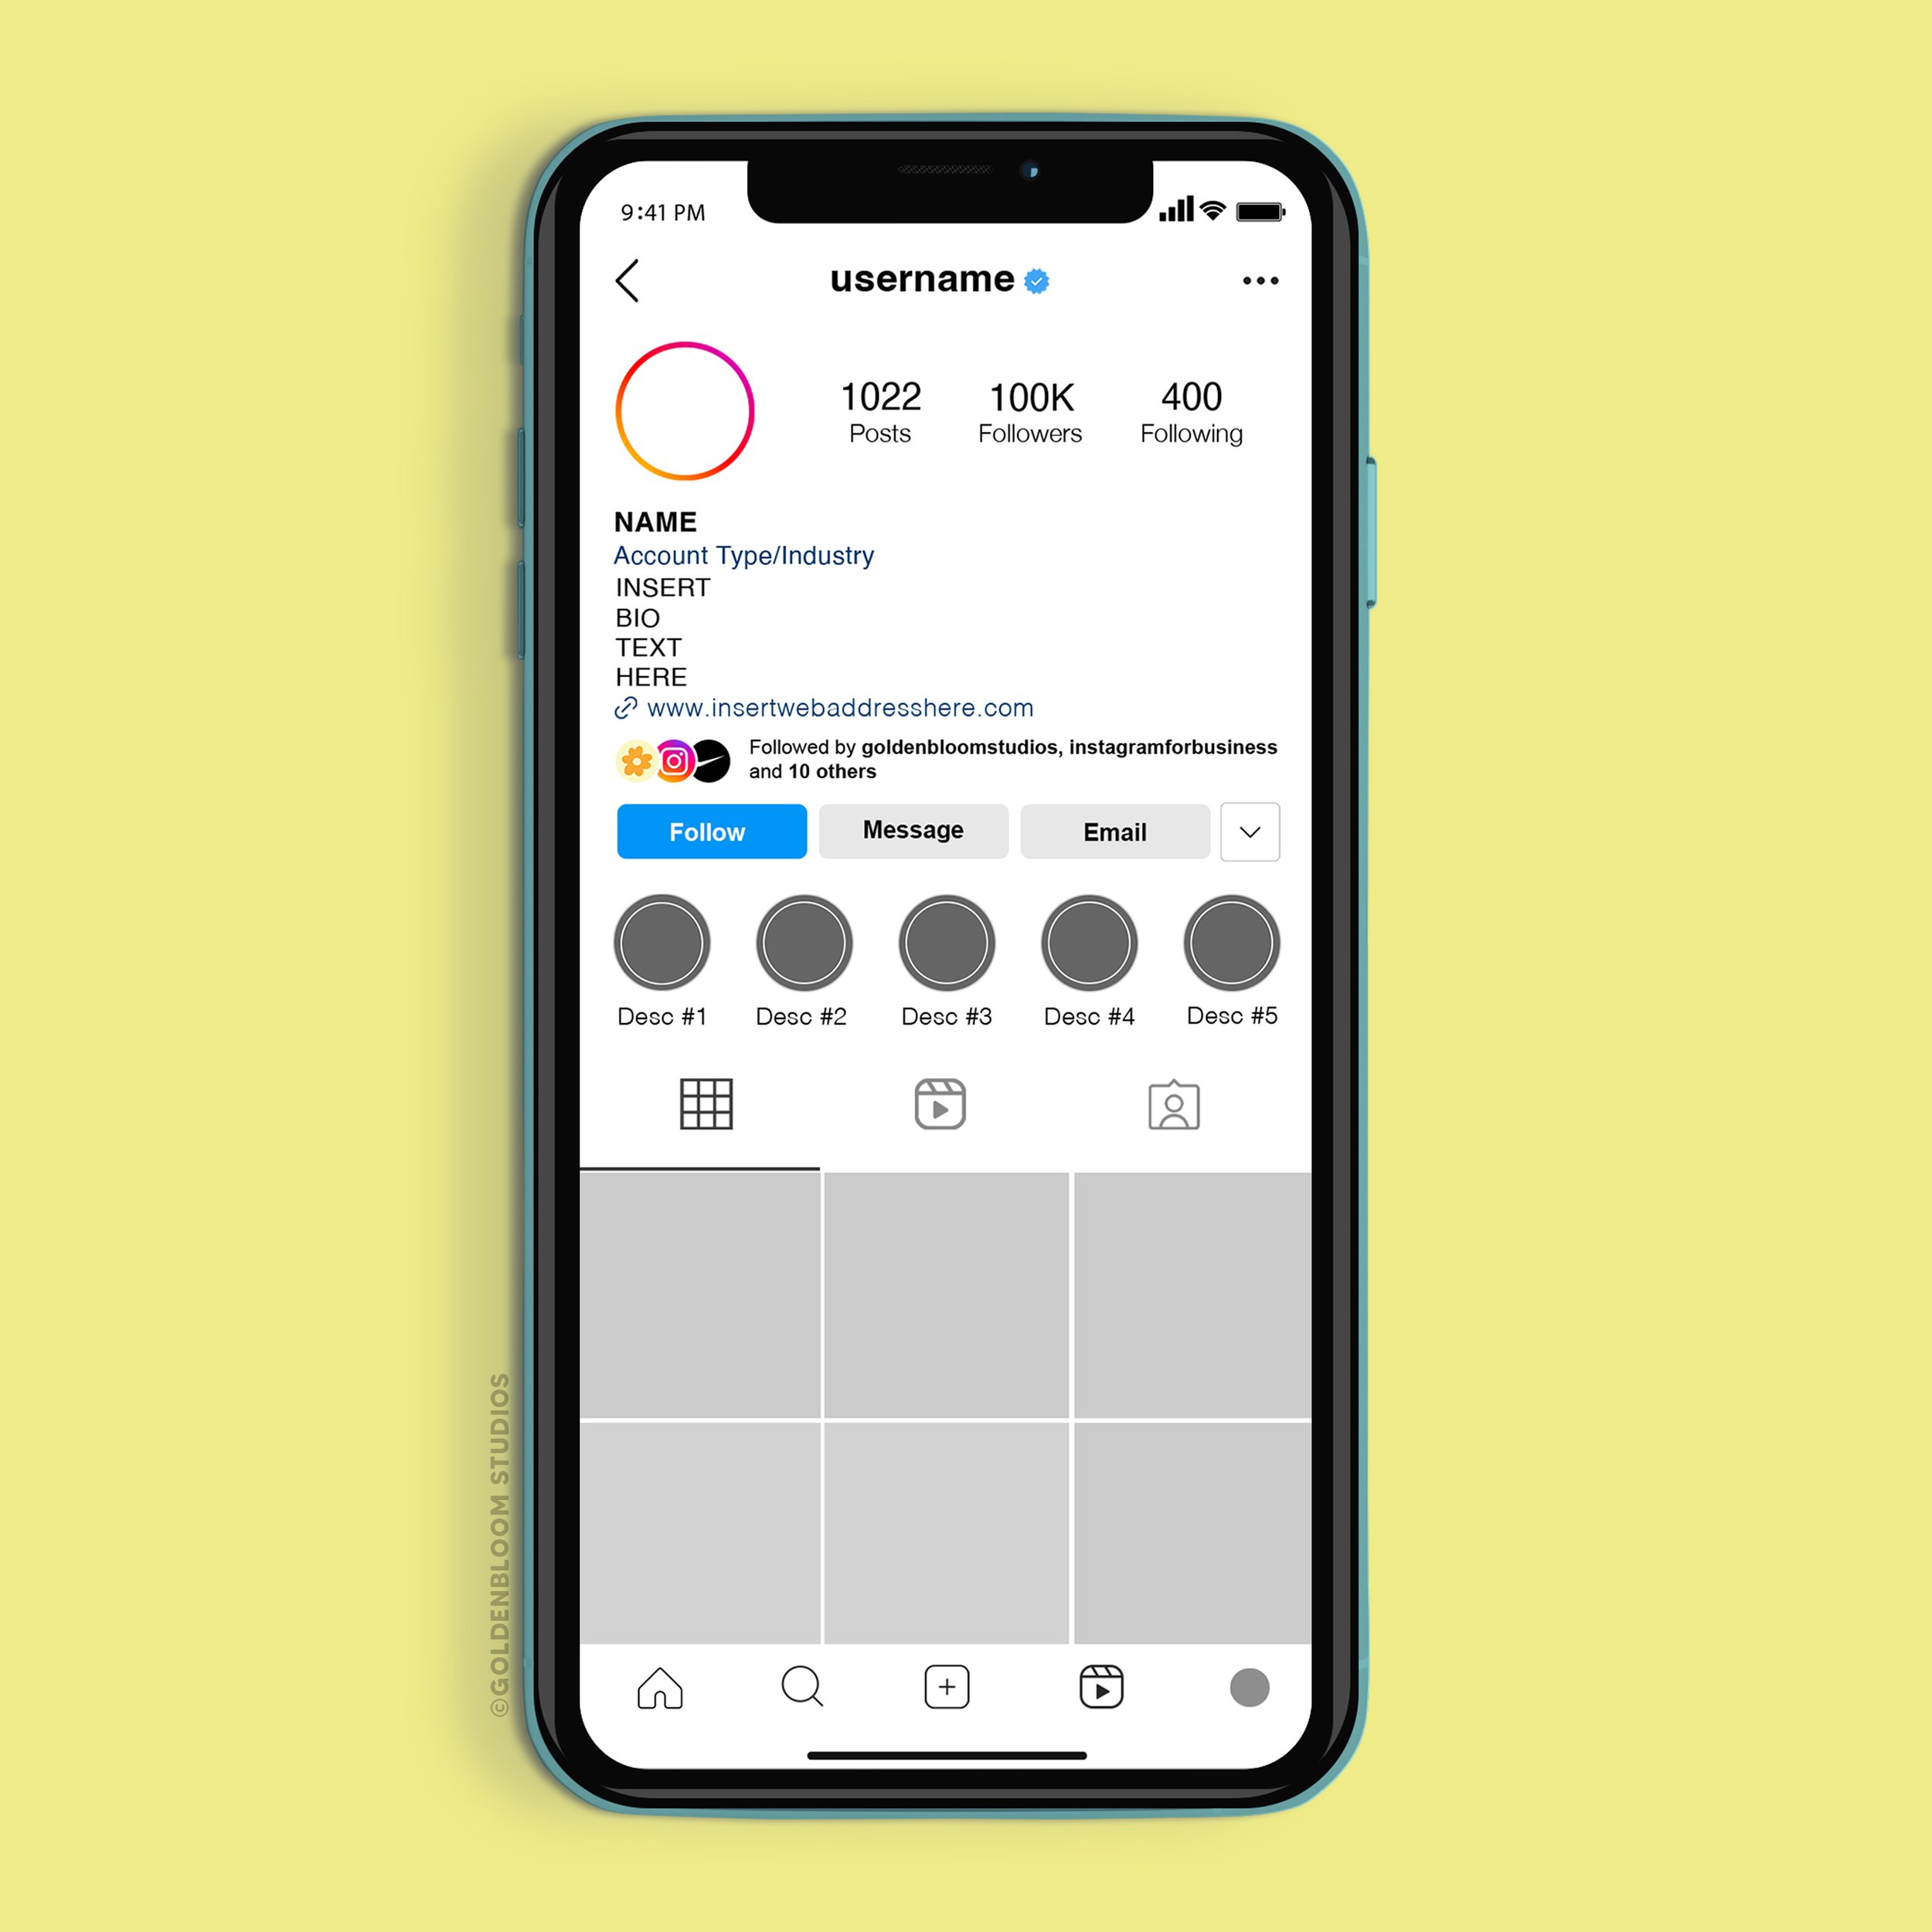 9:41 PM
username
1022 100K 400
Posts Followers Following
NAME
Account Type/Industry
INSERT
BIO
TEXT
HERE
www.insertwebaddresshere.com
Followed by goldenbloomstudios, instagramforbusiness
and 10 others
Follow Message Email
Desc #1 Desc #2 Desc #3 Desc #4 Desc #5
©GOLDENBLOOM STUDIOS